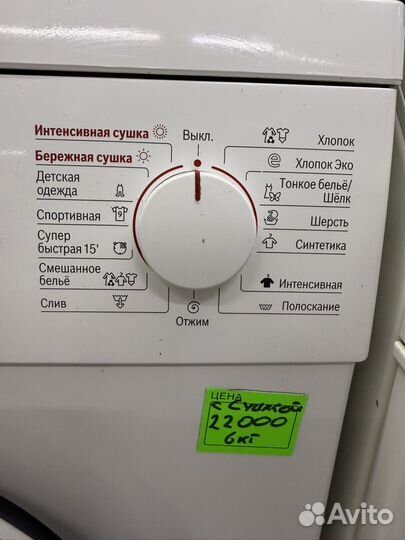 Выкл.
Интенсивная сушка
Бережная сушка
Детская
одежда
Спортивная
Супер
быстрая 15'
Смешанное
бельё
Слив
Отжим
Хлопок
Хлопок Эко
Тонкое бельё/
Шёлк
Шерсть
Синтетика
Интенсивная
Полоскание
ЦЕНА
с Сушкой
22000
6кг
Avito